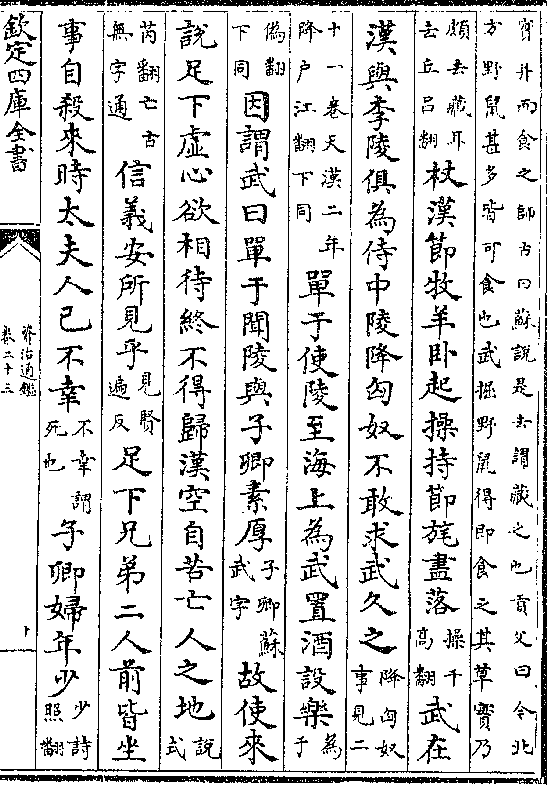 實并而食之師古曰蘇說是去謂藏之也貢父曰今北
方野鼠甚多皆可食也武掘野鼠得即食之其草實乃
頗去藏耳
去丘呂翻
杖漢節牧羊卧起操持節旄盡落
操千
高翻
武在
漢與李陵俱為侍中陵降匈奴不敢求武久之
降匈奴
事見二
十一卷天漢二年
降户江翻下同
單于使陵至海上為武置酒設樂
為
于
偽翻
下同
因謂武曰單于聞陵與子卿素厚
子卿蘇
武字
故使來
說足下虚心欲相待終不得歸漢空自苦亡人之地
說
式
芮翻亡古
無字通
信義安所見乎
見賢
遍反
足下兄弟二人前皆坐
事自殺來時太夫人已不幸
不幸謂
死也
子卿婦年少
少詩
照翻
欽定四庫全書
資治通鑑
卷二十三